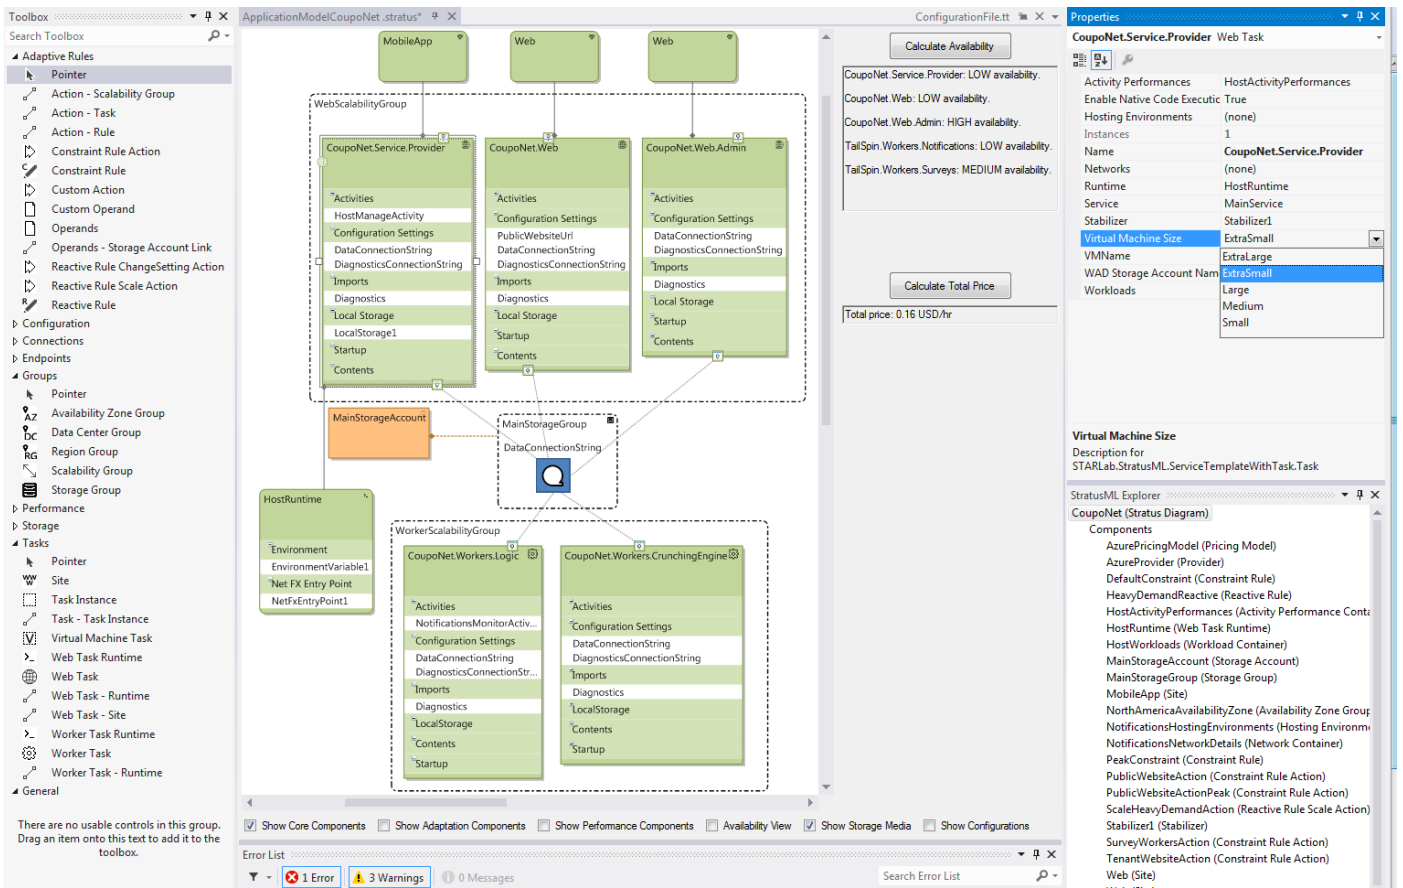 Toolbox
Search Toolbox
Adaptive Rules
Pointer
Action - Scalability Group
Action - Task
Action - Rule
Constraint Rule Action
Constraint Rule
Custom Action
Custom Operand
Operands
Operands - Storage Account Link
Reactive Rule ChangeSetting Action
Reactive Rule Scale Action
Reactive Rule
Configuration
Connections
Endpoints
Groups
Pointer
Availability Zone Group
Data Center Group
Region Group
Scalability Group
Storage Group
Performance
Storage
Tasks
Pointer
Site
Task Instance
Task - Task Instance
Virtual Machine Task
Web Task Runtime
Web Task
Web Task - Runtime
Web Task - Site
Worker Task Runtime
Worker Task
Worker Task - Runtime
General
There are no usable controls in this group.
Drag an item onto this text to add it to the
toolbox.
ApplicationModelCoupoNet .stratus*
ConfigurationFile.tt
MobileApp
Web
Web
WebScalabilityGroup
CoupoNet.Service.Provider
Activities
HostManageActivity
Configuration Settings
DataConnectionString
DiagnosticsConnectionString
Imports
Diagnostics
Local Storage
LocalStorage1
Startup
Contents
CoupoNet.Web
Activities
Configuration Settings
PublicWebsiteUrl
DataConnectionString
DiagnosticsConnectionString
Imports
Diagnostics
Local Storage
Startup
Contents
CoupoNet.Web.Admin
Activities
Configuration Settings
DataConnectionString
DiagnosticsConnectionString
Imports
Diagnostics
Local Storage
Startup
Contents
MainStorageAccount
MainStorageGroup
DataConnectionString
HostRuntime
Environment
EnvironmentVariable1
Net FX Entry Point
NetFxEntryPoint1
WorkerScalabilityGroup
CoupoNet.Workers.Logic
Activities
NotificationsMonitorActiv...
Configuration Settings
DataConnectionString
DiagnosticsConnectionStr...
Imports
Diagnostics
LocalStorage
Contents
Startup
CoupoNet.Workers.CrunchingEngine
Activities
Configuration Settings
DataConnectionString
DiagnosticsConnectionString
Imports
Diagnostics
LocalStorage
Contents
Startup
Calculate Availability
CoupoNet.Service.Provider: LOW availability.
CoupoNet.Web: LOW availability.
CoupoNet.Web.Admin: HIGH availability.
TailSpin.Workers.Notifications: LOW availability.
TailSpin.Workers.Surveys: MEDIUM availability.
Calculate Total Price
Total price: 0.16 USD/hr
Show Core Components
Show Adaptation Components
Show Performance Components
Availability View
Show Storage Media
Show Configurations
Error List
1 Error
3 Warnings
0 Messages
Search Error List
Properties
CoupoNet.Service.Provider Web Task
Activity Performances HostActivityPerformances
Enable Native Code Executic True
Hosting Environments (none)
Instances 1
Name CoupoNet.Service.Provider
Networks (none)
Runtime HostRuntime
Service MainService
Stabilizer Stabilizer1
Virtual Machine Size ExtraSmall
VMName
WAD Storage Account Nam
Workloads
ExtraLarge
ExtraSmall
Large
Medium
Small
Virtual Machine Size
Description for
STARLab.StratusML.ServiceTemplateWithTask.Task
StratusML Explorer
CoupoNet (Stratus Diagram)
Components
AzurePricingModel (Pricing Model)
AzureProvider (Provider)
DefaultConstraint (Constraint Rule)
HeavyDemandReactive (Reactive Rule)
HostActivityPerformances (Activity Performance Conta
HostRuntime (Web Task Runtime)
HostWorkloads (Workload Container)
MainStorageAccount (Storage Account)
MainStorageGroup (Storage Group)
MobileApp (Site)
NorthAmericaAvailabilityZone (Availability Zone Group
NotificationsHostingEnvironments (Hosting Environme
NotificationsNetworkDetails (Network Container)
PeakConstraint (Constraint Rule)
PublicWebsiteAction (Constraint Rule Action)
PublicWebsiteActionPeak (Constraint Rule Action)
ScaleHeavyDemandAction (Reactive Rule Scale Action)
Stabilizer1 (Stabilizer)
SurveyWorkersAction (Constraint Rule Action)
TenantWebsiteAction (Constraint Rule Action)
Web (Site)